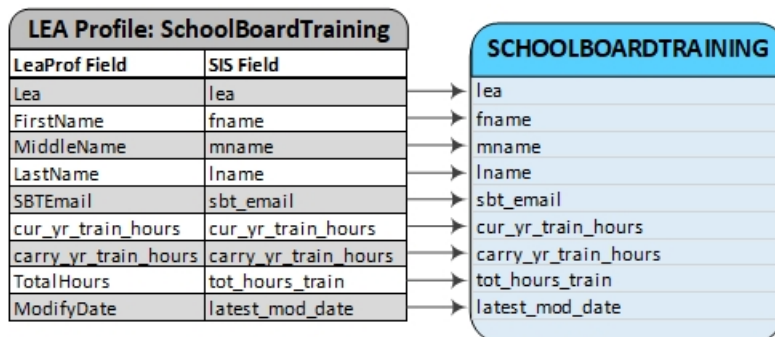 LEA Profile: SchoolBoardTraining
LeaProf Field SIS Field
Lea lea
FirstName fname
MiddleName mname
LastName lname
SBTEmail sbt_email
cur_yr_train_hours cur_yr_train_hours
carry_yr_train_hours carry_yr_train_hours
TotalHours tot_hours_train
ModifyDate latest_mod_date
SCHOOLBOARDTRAINING
lea
fname
mname
lname
sbt_email
cur_yr_train_hours
carry_yr_train_hours
tot_hours_train
latest_mod_date